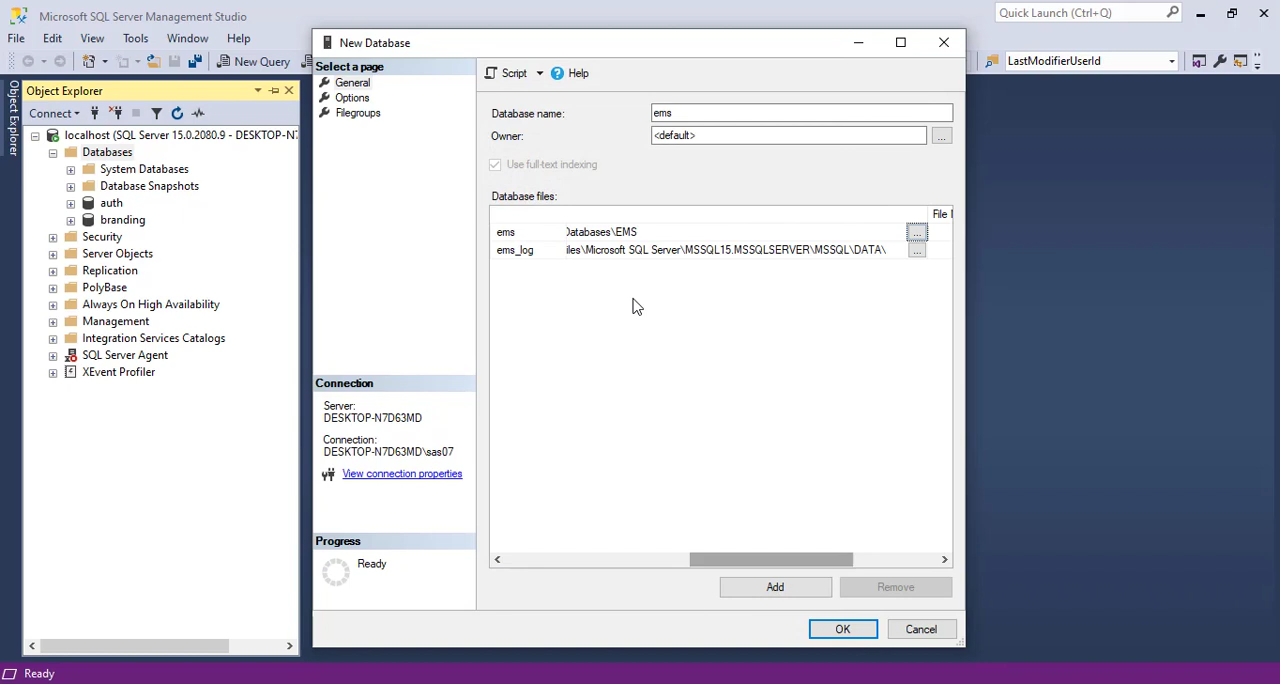 Microsoft SQL Server Management Studio
Quick Launch (Ctrl+Q)
File Edit View Tools Window Help
New Query
LastModifierUserId
Object Explorer
Object Explorer
Connect
localhost (SQL Server 15.0.2080.9 - DESKTOP-N7
Databases
System Databases
Database Snapshots
auth
branding
Security
Server Objects
Replication
PolyBase
Always On High Availability
Management
Integration Services Catalogs
SQL Server Agent
XEvent Profiler
New Database
Select a page
General
Options
Filegroups
Connection
Server:
DESKTOP-N7D63MD
Connection:
DESKTOP-N7D63MD\sas07
View connection properties
Progress
Ready
Script Help
Database name: ems
Owner: <default> ...
Use full-text indexing
Database files:
File
ems Databases\EMS ...
ems_log iles\Microsoft SQL Server\MSSQL15.MSSQLSERVER\MSSQL\DATA\ ...
Add Remove
OK Cancel
Ready